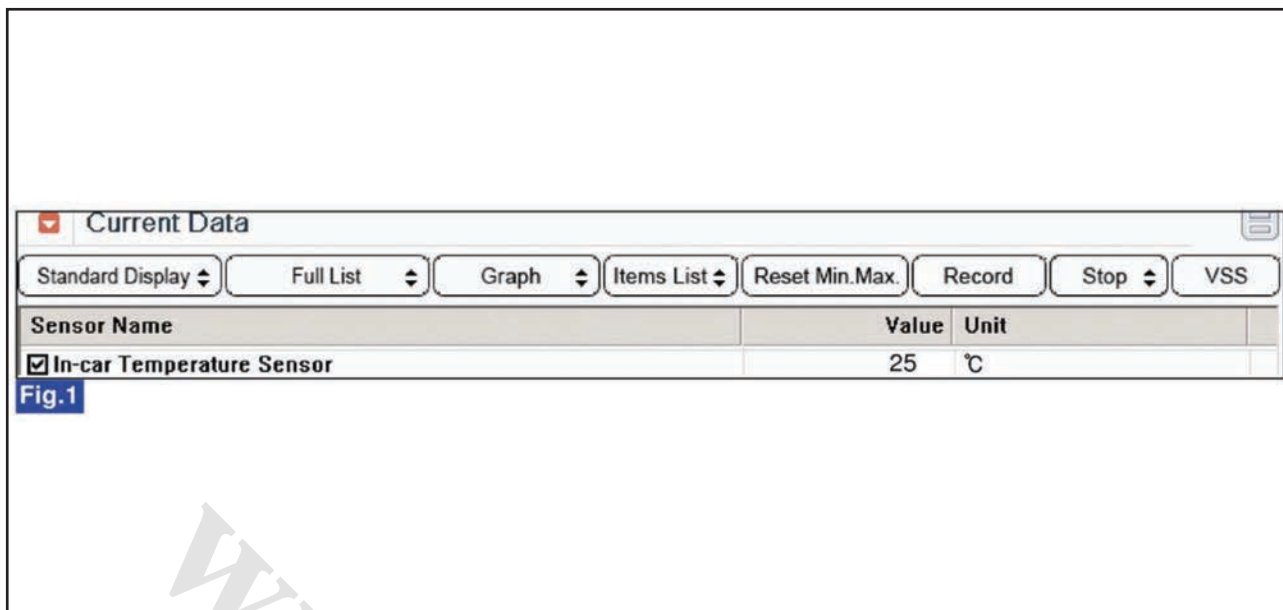 Current Data
Standard Display Full List Graph Items List Reset Min.Max. Record Stop VSS
Sensor Name Value Unit
In-car Temperature Sensor 25 ℃
Fig.1